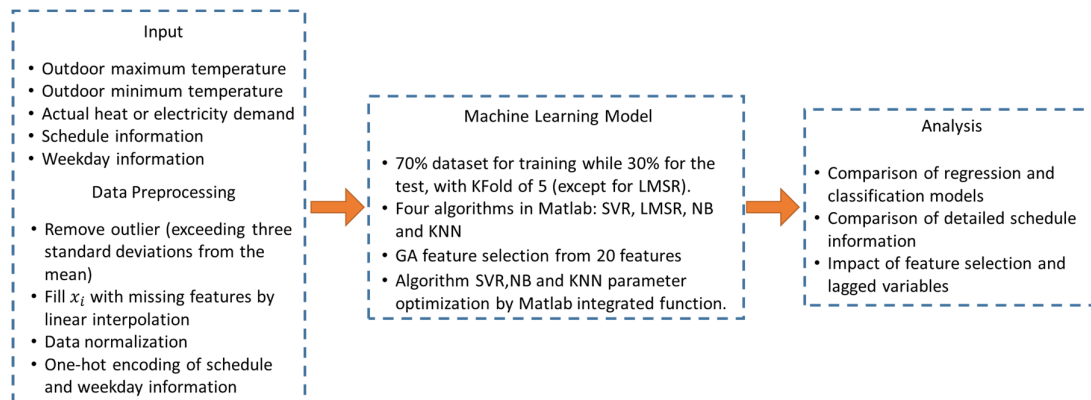 Input
• Outdoor maximum temperature
• Outdoor minimum temperature
• Actual heat or electricity demand
• Schedule information
• Weekday information
Data Preprocessing
• Remove outlier (exceeding three
standard deviations from the
mean)
• Fill x_i with missing features by
linear interpolation
• Data normalization
• One-hot encoding of schedule
and weekday information
Machine Learning Model
• 70% dataset for training while 30% for the
test, with KFold of 5 (except for LMSR).
• Four algorithms in Matlab: SVR, LMSR, NB
and KNN
• GA feature selection from 20 features
• Algorithm SVR,NB and KNN parameter
optimization by Matlab integrated function.
Analysis
• Comparison of regression and
classification models
• Comparison of detailed schedule
information
• Impact of feature selection and
lagged variables